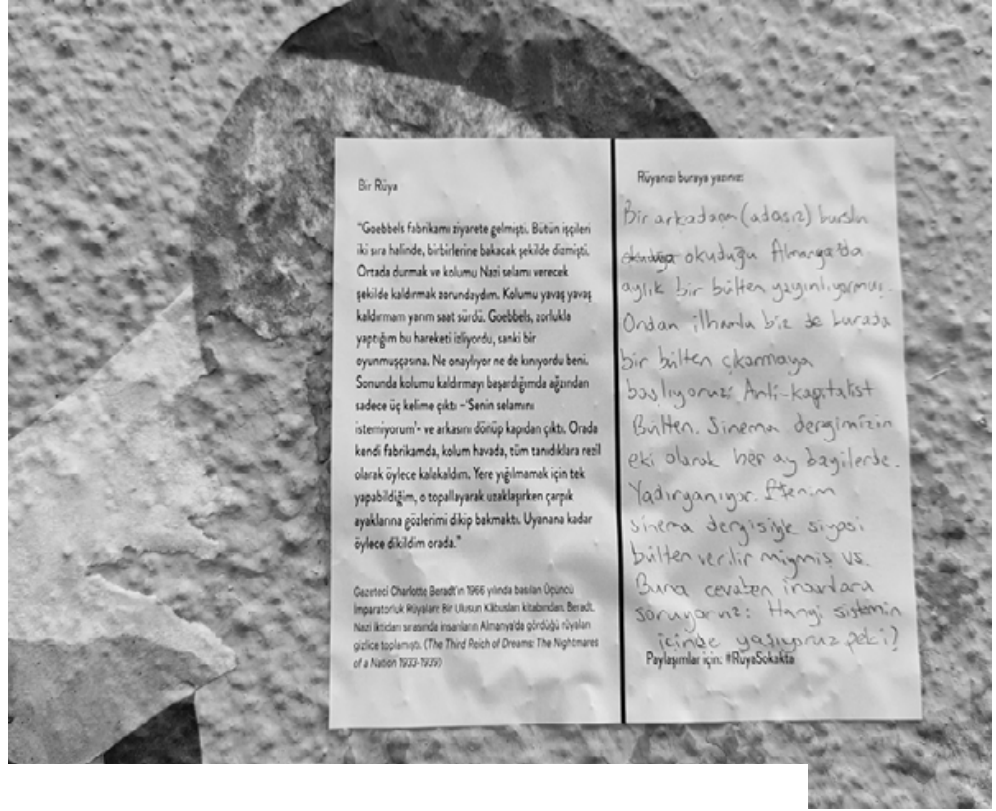 Bir Rüya
"Goebbels fabrikamı ziyarete gelmişti. Bütün işçileri
iki sıra halinde, birbirlerine bakacak şekilde dizmişti.
Ortada durmak ve kolumu Nazi selamı verecek
şekilde kaldırmak zorundaydım. Kolumu yavaş yavaş
kaldırmam yarım saat sürdü. Goebbels, zorlukla
yaptığım bu hareketi izliyordu, sanki bir
oyunmuşçasına. Ne onaylıyor ne de kınıyordu beni.
Sonunda kolumu kaldırmayı başardığımda ağzından
sadece üç kelime çıktı -'Senin selamını
istemiyorum'- ve arkasını dönüp kapıdan çıktı. Orada
kendi fabrikamda, kolum havada, tüm tanıdıklara rezil
olarak öylece kalakaldım. Yere yığılmamak için tek
yapabildiğim, o topallayarak uzaklaşırken çarpık
ayaklarına gözlerimi dikip bakmaktı. Uyanana kadar
öylece dikildim orada."
Gazeteci Charlotte Beradt'ın 1966 yılında basılan Üçüncü
İmparatorluk Rüyaları: Bir Ulusun Kâbusları kitabından. Beradt,
Nazi iktidarı sırasında insanların Almanya'da gördüğü rüyaları
gizlice toplamıştı. (The Third Reich of Dreams: The Nightmares
of a Nation 1933-1939)
Rüyanızı buraya yazınız:
Bir arkadaşım (adaşız) burslu
okuduğu okuduğu Almanya'da
aylık bir bülten yayınlıyormuş.
Ondan ilhamla biz de burada
bir bülten çıkarmaya
başlıyoruz: Anti-kapitalist
Bülten. Sinema dergimizin
eki olarak her ay bayilerde.
Yadırganıyor. Efenim
sinema dergisiyle siyasi
bülten verilir miymiş vs.
Buna cevaben insanlara
soruyoruz: Hangi sistemin
içinde yaşıyoruz peki?
Paylaşımlar için: #RüyaSokakta